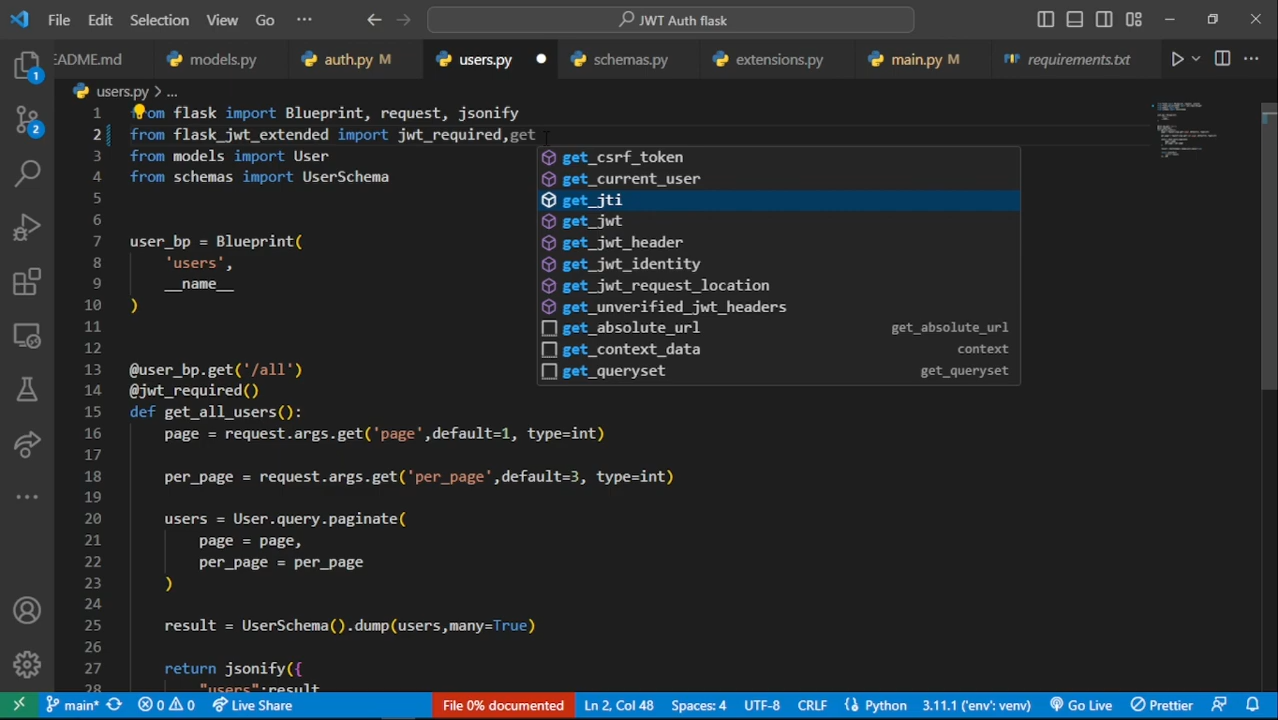 File Edit Selection View Go ··· JWT Auth flask
EADME.md models.py auth.py M users.py schemas.py extensions.py main.py M requirements.txt
users.py > ...
1 from flask import Blueprint, request, jsonify
2 from flask_jwt_extended import jwt_required,get
3 from models import User
4 from schemas import UserSchema
5
6
7 user_bp = Blueprint(
8 'users',
9 __name__
10 )
11
12
13 @user_bp.get('/all')
14 @jwt_required()
15 def get_all_users():
16 page = request.args.get('page',default=1, type=int)
17
18 per_page = request.args.get('per_page',default=3, type=int)
19
20 users = User.query.paginate(
21 page = page,
22 per_page = per_page
23 )
24
25 result = UserSchema().dump(users,many=True)
26
27 return jsonify({
28 "users":result
get_csrf_token
get_current_user
get_jti
get_jwt
get_jwt_header
get_jwt_identity
get_jwt_request_location
get_unverified_jwt_headers
get_absolute_url get_absolute_url
get_context_data context
get_queryset get_queryset
1
2
main* 0 0 Live Share File 0% documented Ln 2, Col 48 Spaces: 4 UTF-8 CRLF Python 3.11.1 ('env': venv) Go Live Prettier